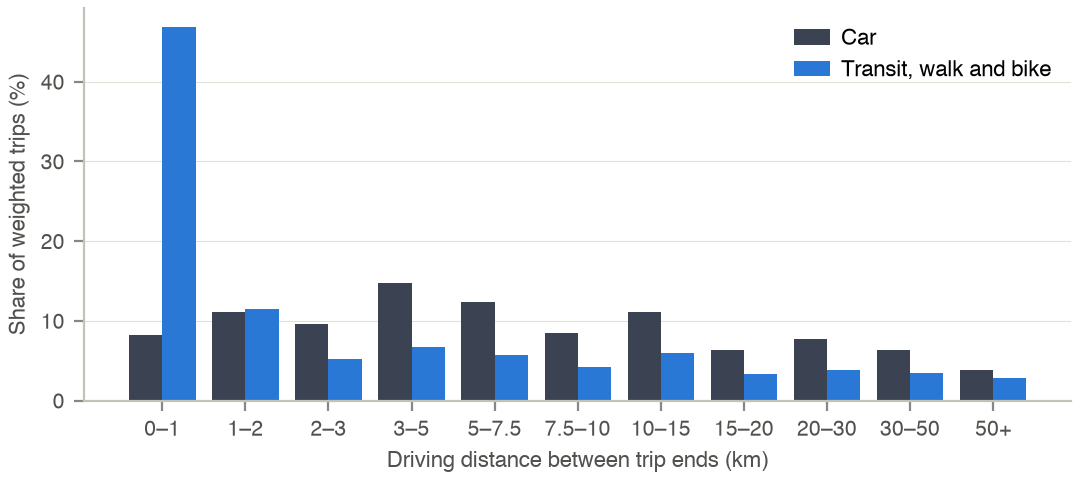 Car
Transit, walk and bike
Share of weighted trips (%)
40
30
20
10
0
0–1 1–2 2–3 3–5 5–7.5 7.5–10 10–15 15–20 20–30 30–50 50+
Driving distance between trip ends (km)